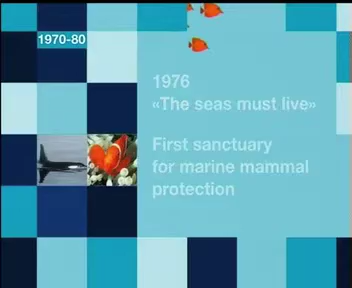 1970-80
1976
«The seas must live»
First sanctuary
for marine mammal
protection